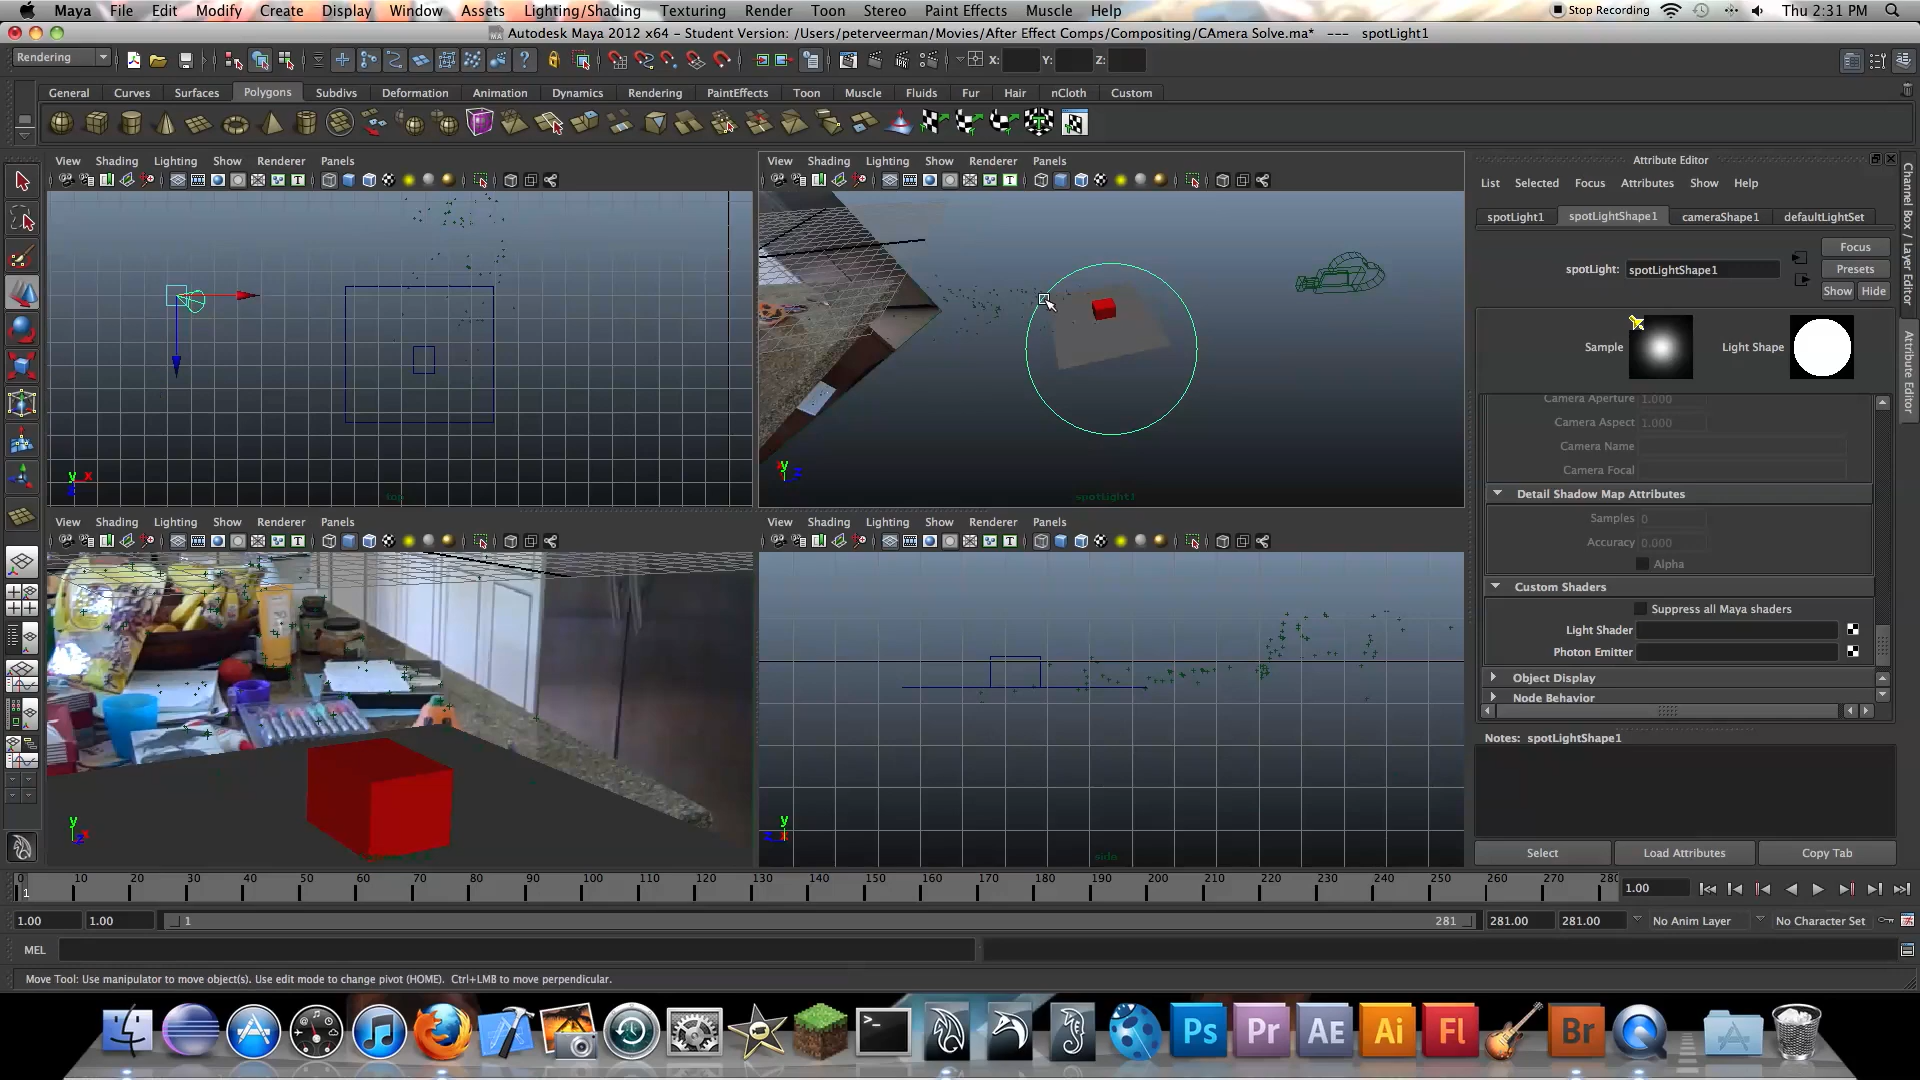 Maya File Edit Modify Create Display Window Assets Lighting/Shading Texturing Render Toon Stereo Paint Effects Muscle Help Stop Recording Thu 2:31 PM
Autodesk Maya 2012 x64 - Student Version: /Users/peterveerman/Movies/After Effect Comps/Compositing/CAmera Solve.ma* --- spotLight1
Rendering X: Y: Z:
General Curves Surfaces Polygons Subdivs Deformation Animation Dynamics Rendering PaintEffects Toon Muscle Fluids Fur Hair nCloth Custom
View Shading Lighting Show Renderer Panels
View Shading Lighting Show Renderer Panels
Attribute Editor
List Selected Focus Attributes Show Help
spotLight1 spotLightShape1 cameraShape1 defaultLightSet
Focus
spotLight: spotLightShape1 Presets
Show Hide
Sample Light Shape
Camera Aperture 1.000
Camera Aspect 1.000
Camera Name
Camera Focal
Detail Shadow Map Attributes
Samples 0
Accuracy 0.000
Alpha
Custom Shaders
Suppress all Maya shaders
Light Shader
Photon Emitter
Object Display
Node Behavior
Notes: spotLightShape1
Select Load Attributes Copy Tab
Channel Box / Layer Editor
Attribute Editor
y x
z
top
y
z
spotLight1
View Shading Lighting Show Renderer Panels
View Shading Lighting Show Renderer Panels
y
z x
y
z x
side
0 10 20 30 40 50 60 70 80 90 100 110 120 130 140 150 160 170 180 190 200 210 220 230 240 250 260 270 280
1 1.00
1.00 1.00 1 281 281.00 281.00 No Anim Layer No Character Set
MEL
Move Tool: Use manipulator to move object(s). Use edit mode to change pivot (HOME). Ctrl+LMB to move perpendicular.
Ps Pr AE Ai Fl Br